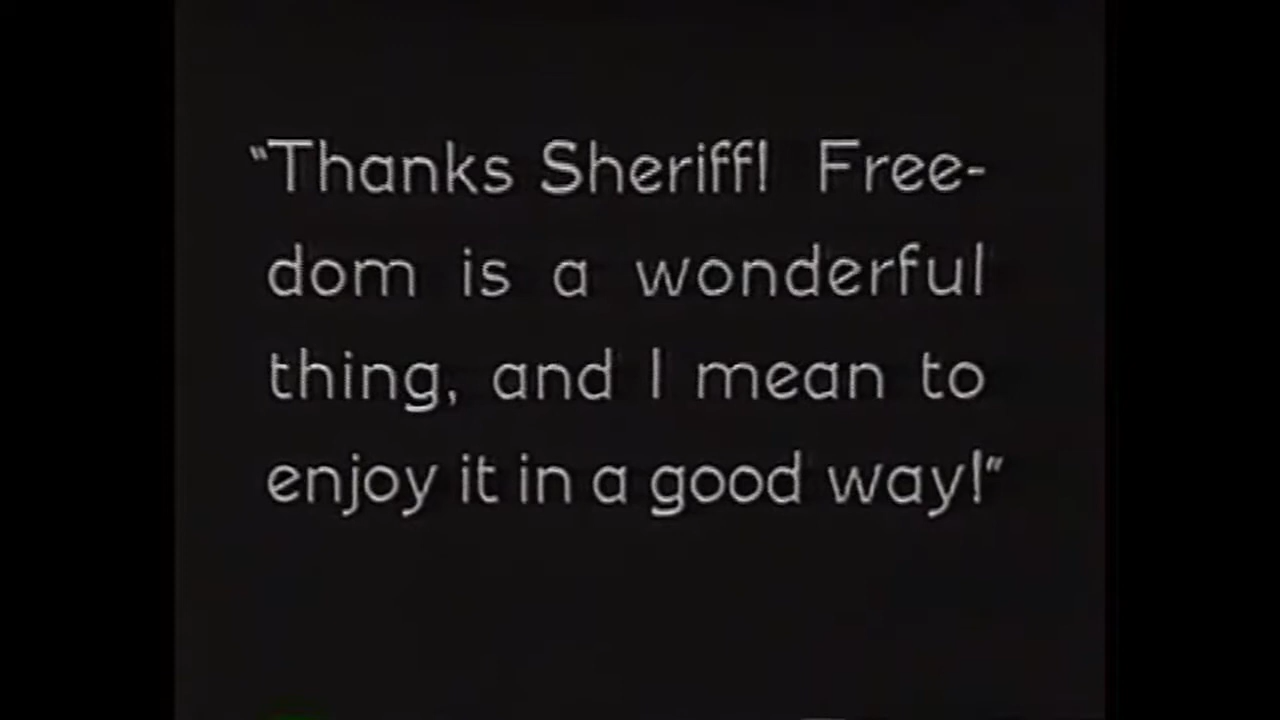 "Thanks Sheriff! Free-
dom is a wonderful
thing, and I mean to
enjoy it in a good way!"